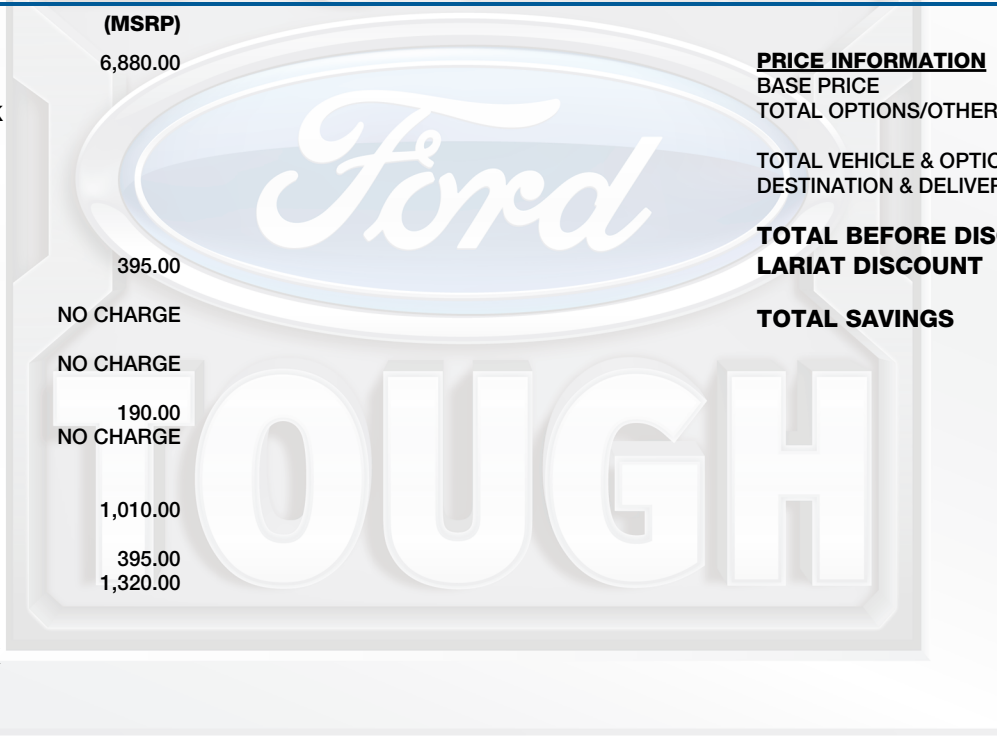 (MSRP)
6,880.00
395.00
NO CHARGE
NO CHARGE
190.00
NO CHARGE
1,010.00
395.00
1,320.00
PRICE INFORMATION
BASE PRICE
TOTAL OPTIONS/OTHER
TOTAL VEHICLE & OPTIO
DESTINATION & DELIVER
TOTAL BEFORE DIS
LARIAT DISCOUNT
TOTAL SAVINGS
Ford
TOUGH